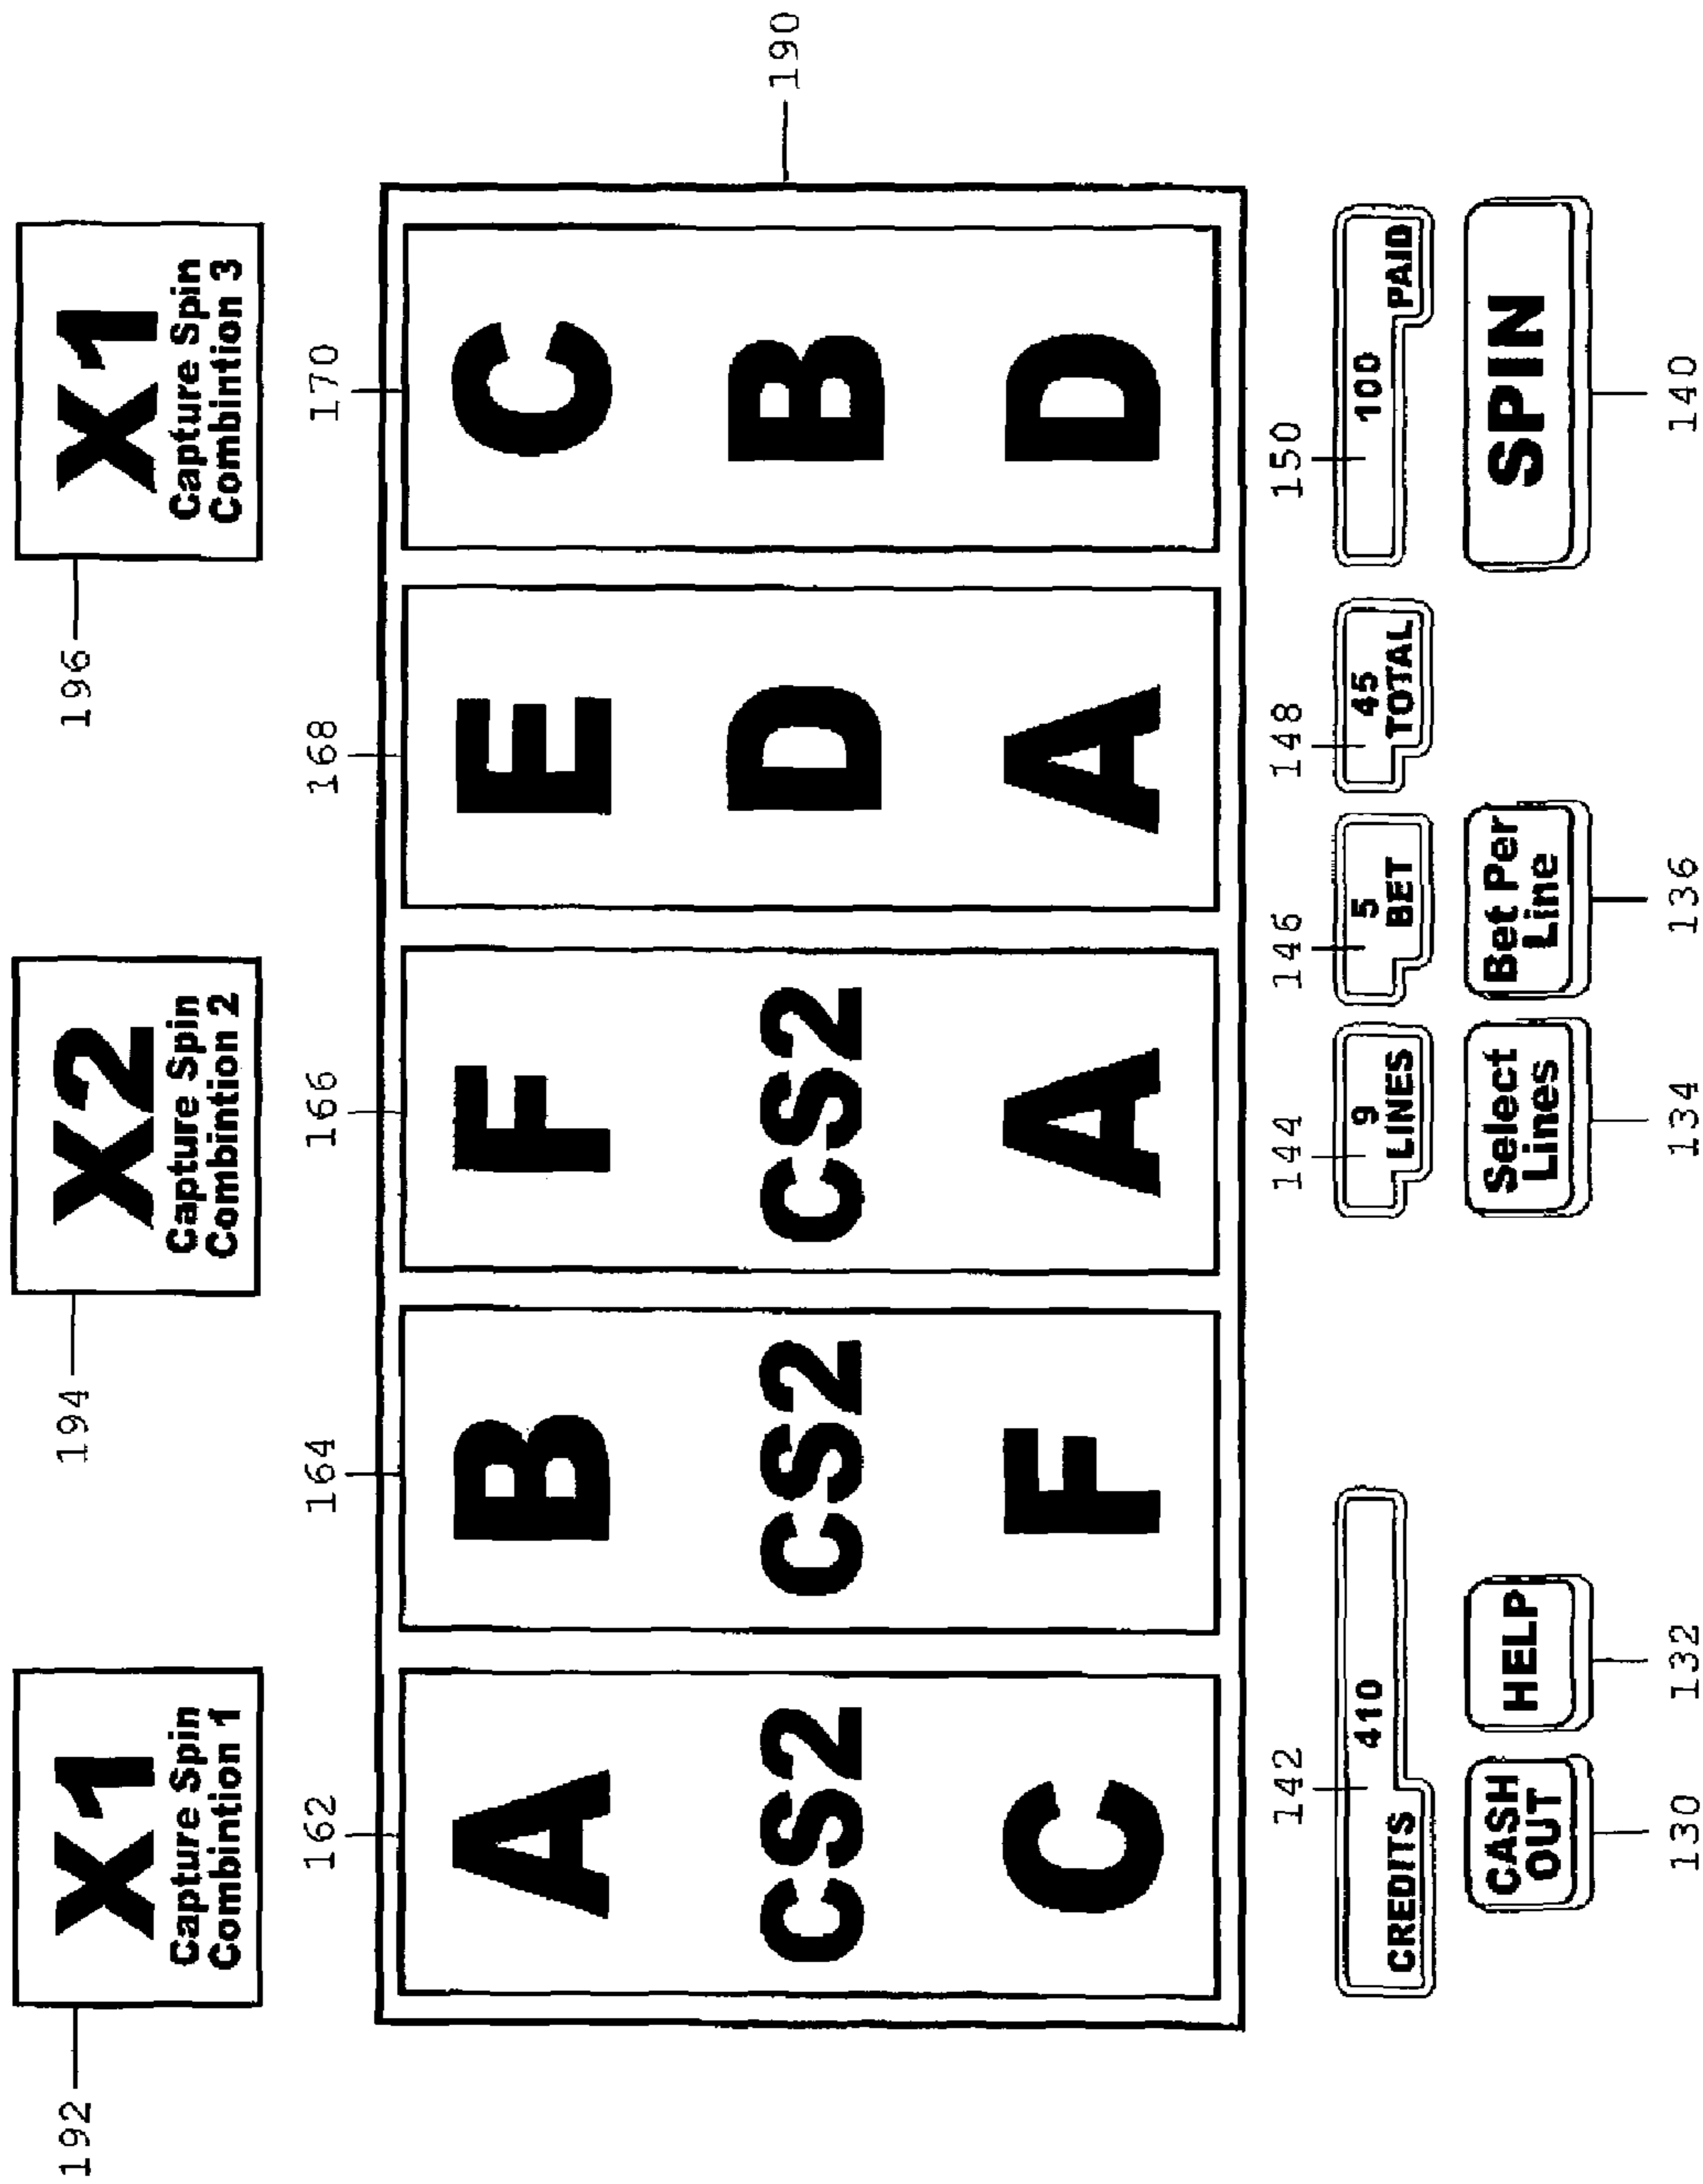 192
X1
Capture Spin
Combintion 1
194
X2
Capture Spin
Combintion 2
196
X1
Capture Spin
Combintion 3
162 164 166 168 170
A B F E C
CS2 CS2 CS2 D B
C F A A D
190
142 144 146 148 150
410 9 5 45 100
CREDITS LINES BET TOTAL PAID
CASH
OUT
HELP
Select
Lines
Bet Per
Line
SPIN
130 132 134 136 140